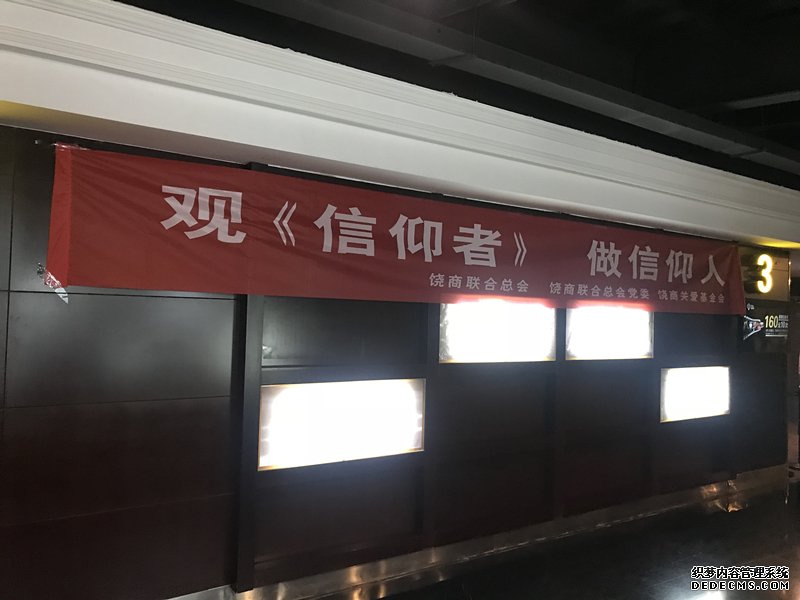 观《信仰者》 做信仰人
饶商联合总会 饶商联合总会党委 饶商关爱基金会
3
160
织梦内容管理系统
DEDECMS.COM